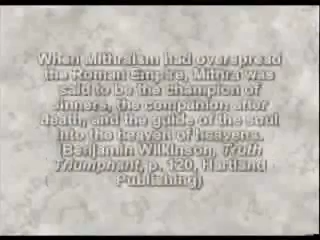 When Mithraism had overspread
the Roman Empire, Mithra was
said to be the champion of
sinners, the companion after
death, and the guide of the soul
into the heaven of heavens.
(Benjamin Wilkinson, Truth
Triumphant, p. 120, Hartland
Publishing)